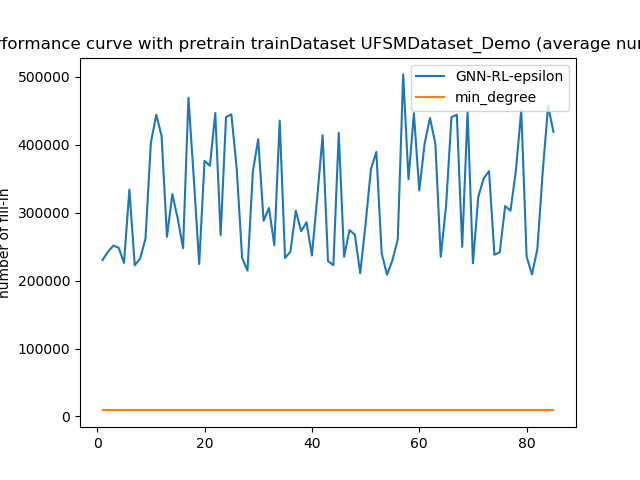 rformance curve with pretrain trainDataset UFSMDataset_Demo (average num
GNN-RL-epsilon
min_degree
number of fill-in
500000
400000
300000
200000
100000
0
0 20 40 60 80